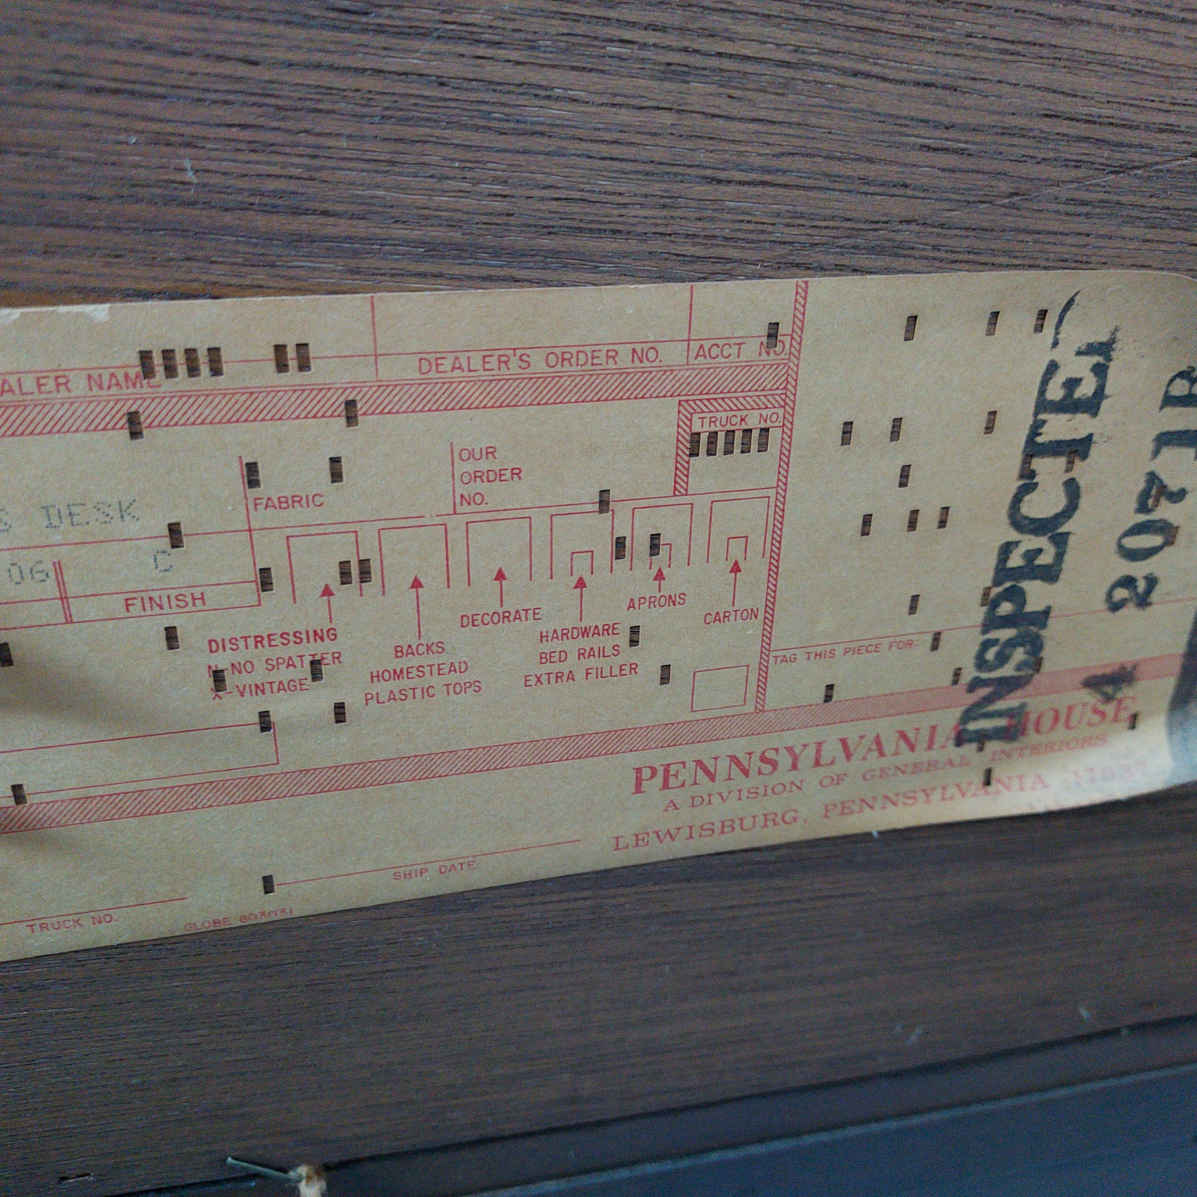 ALER NAME
DEALER'S ORDER NO.
ACCT NO.
TRUCK NO.
OUR
ORDER
NO.
FABRIC
S DESK
06
C
FINISH
DISTRESSING
N-NO SPATTER
X-VINTAGE
BACKS
HOMESTEAD
PLASTIC TOPS
DECORATE
HARDWARE
BED RAILS
EXTRA FILLER
APRONS
CARTON
TAG THIS PIECE FOR:
INSPECTED
4 2071B
PENNSYLVANIA HOUSE
A DIVISION OF GENERAL INTERIORS
LEWISBURG, PENNSYLVANIA
SHIP DATE
TRUCK NO.
GLOBE